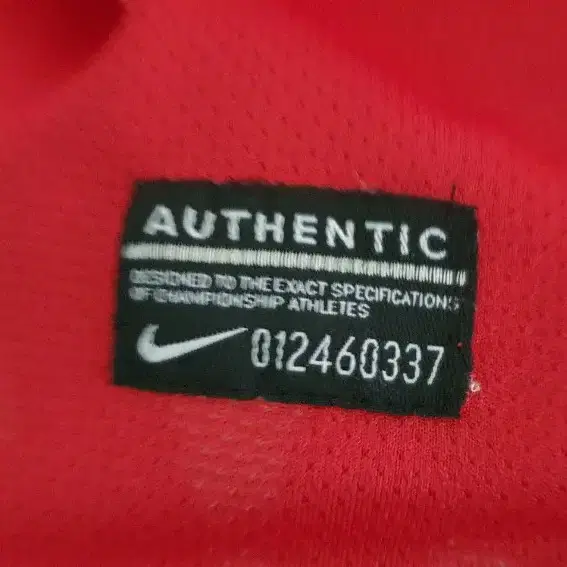 AUTHENTIC
DESIGNED TO THE EXACT SPECIFICATIONS
OF CHAMPIONSHIP ATHLETES
012460337